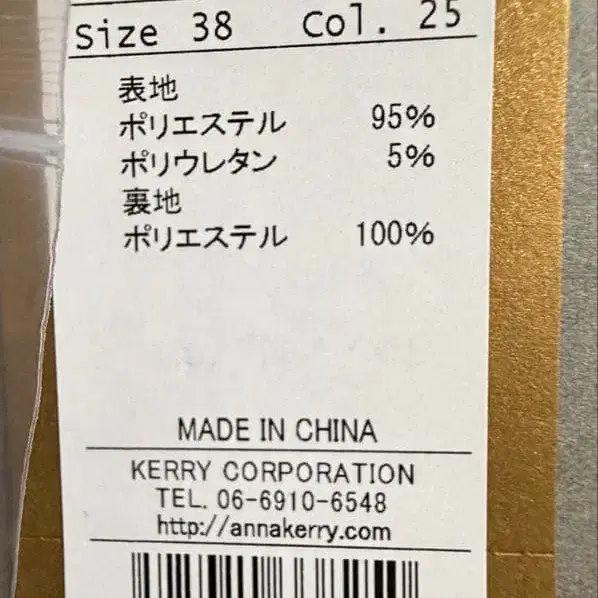 Size 38 Col. 25
表地
ポリエステル 95%
ポリウレタン 5%
裏地
ポリエステル 100%
MADE IN CHINA
KERRY CORPORATION
TEL. 06-6910-6548
http://annakerry.com